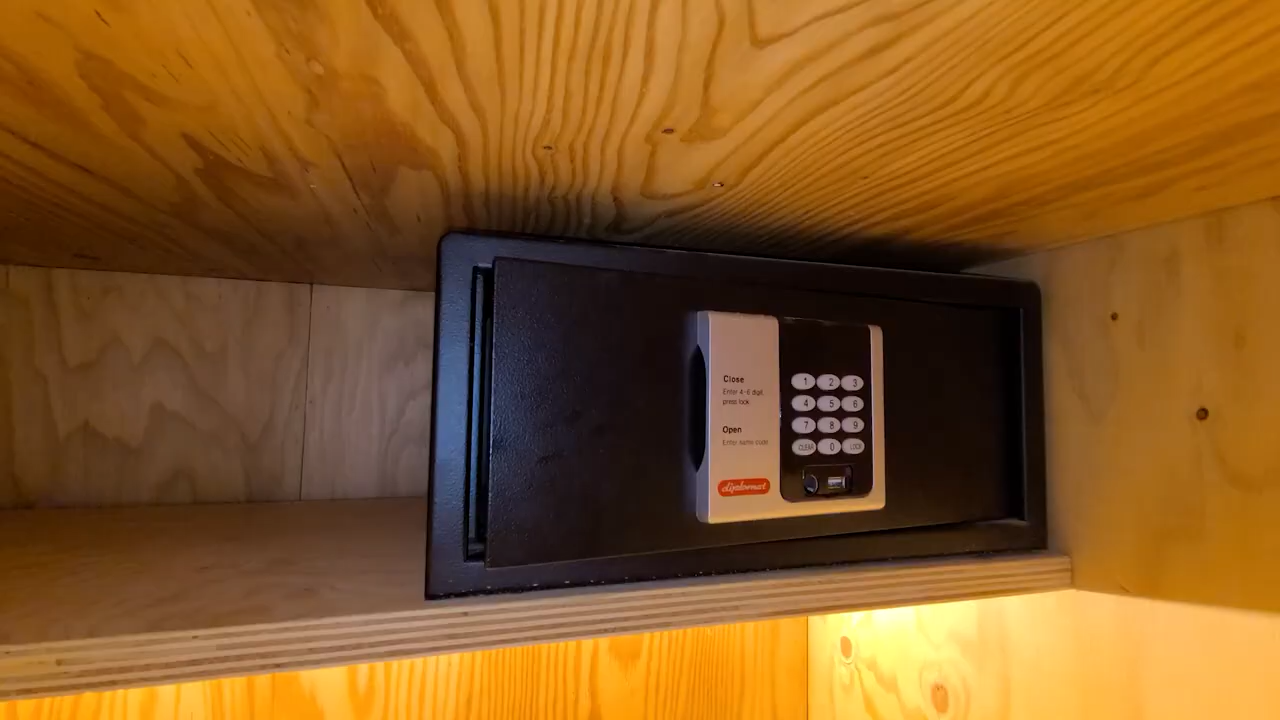 Close
Enter 4-6 digit,
press lock.
Open
Enter same code
diplomat
1 2 3
4 5 6
7 8 9
CLEAR 0 LOCK